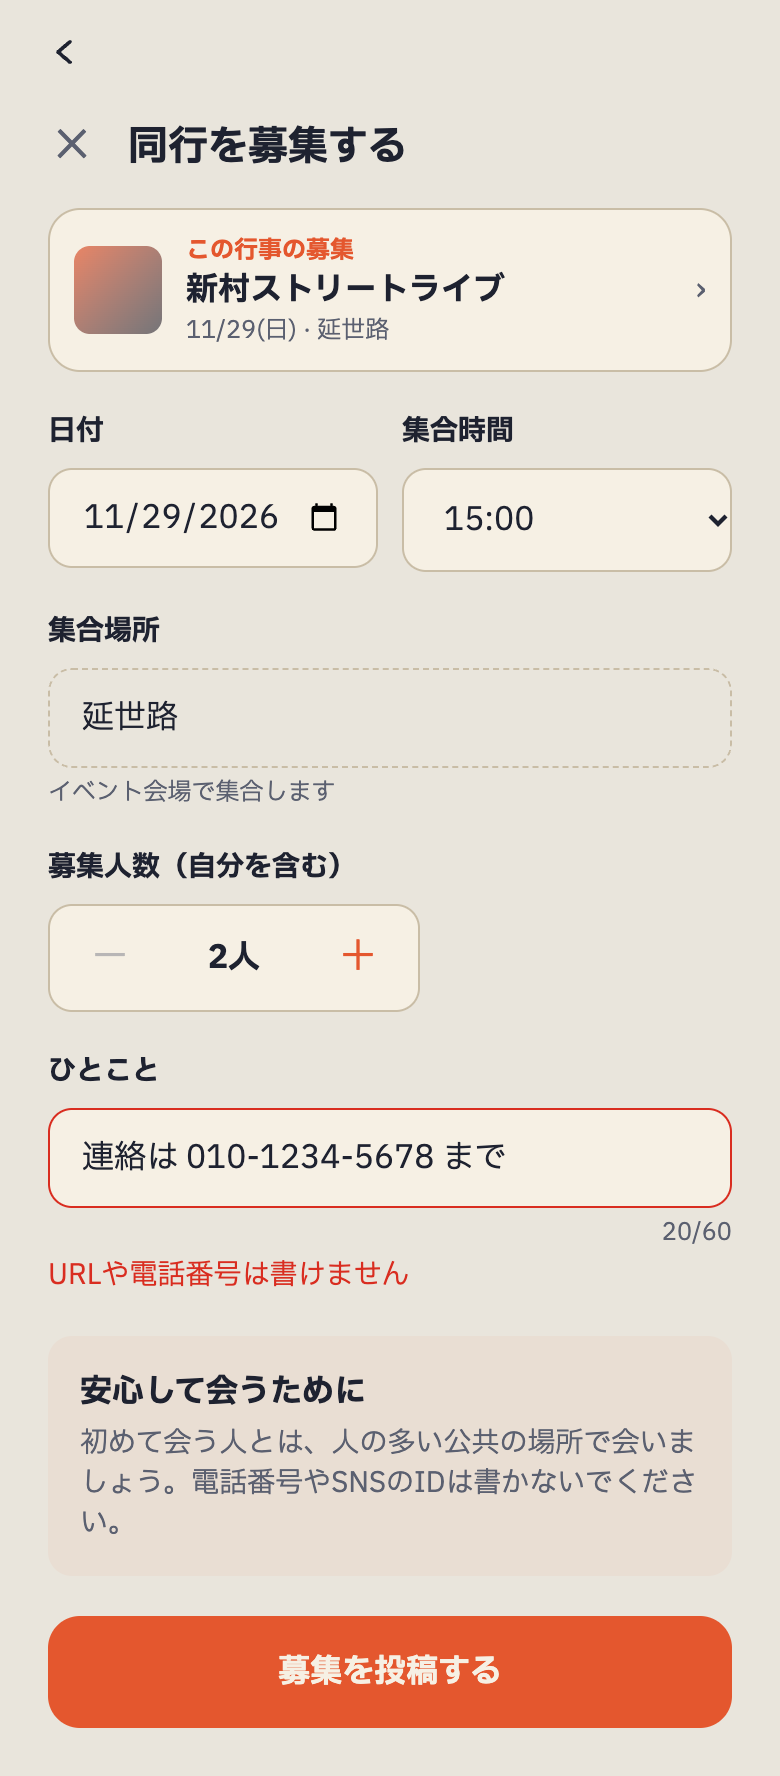 同行を募集する
この行事の募集
新村ストリートライブ
11/29(日) · 延世路
日付
集合時間
11/29/2026
15:00
集合場所
延世路
イベント会場で集合します
募集人数（自分を含む）
2人
ひとこと
連絡は 010-1234-5678 まで
20/60
URLや電話番号は書けません
安心して会うために
初めて会う人とは、人の多い公共の場所で会いま
しょう。電話番号やSNSのIDは書かないでくださ
い。
募集を投稿する